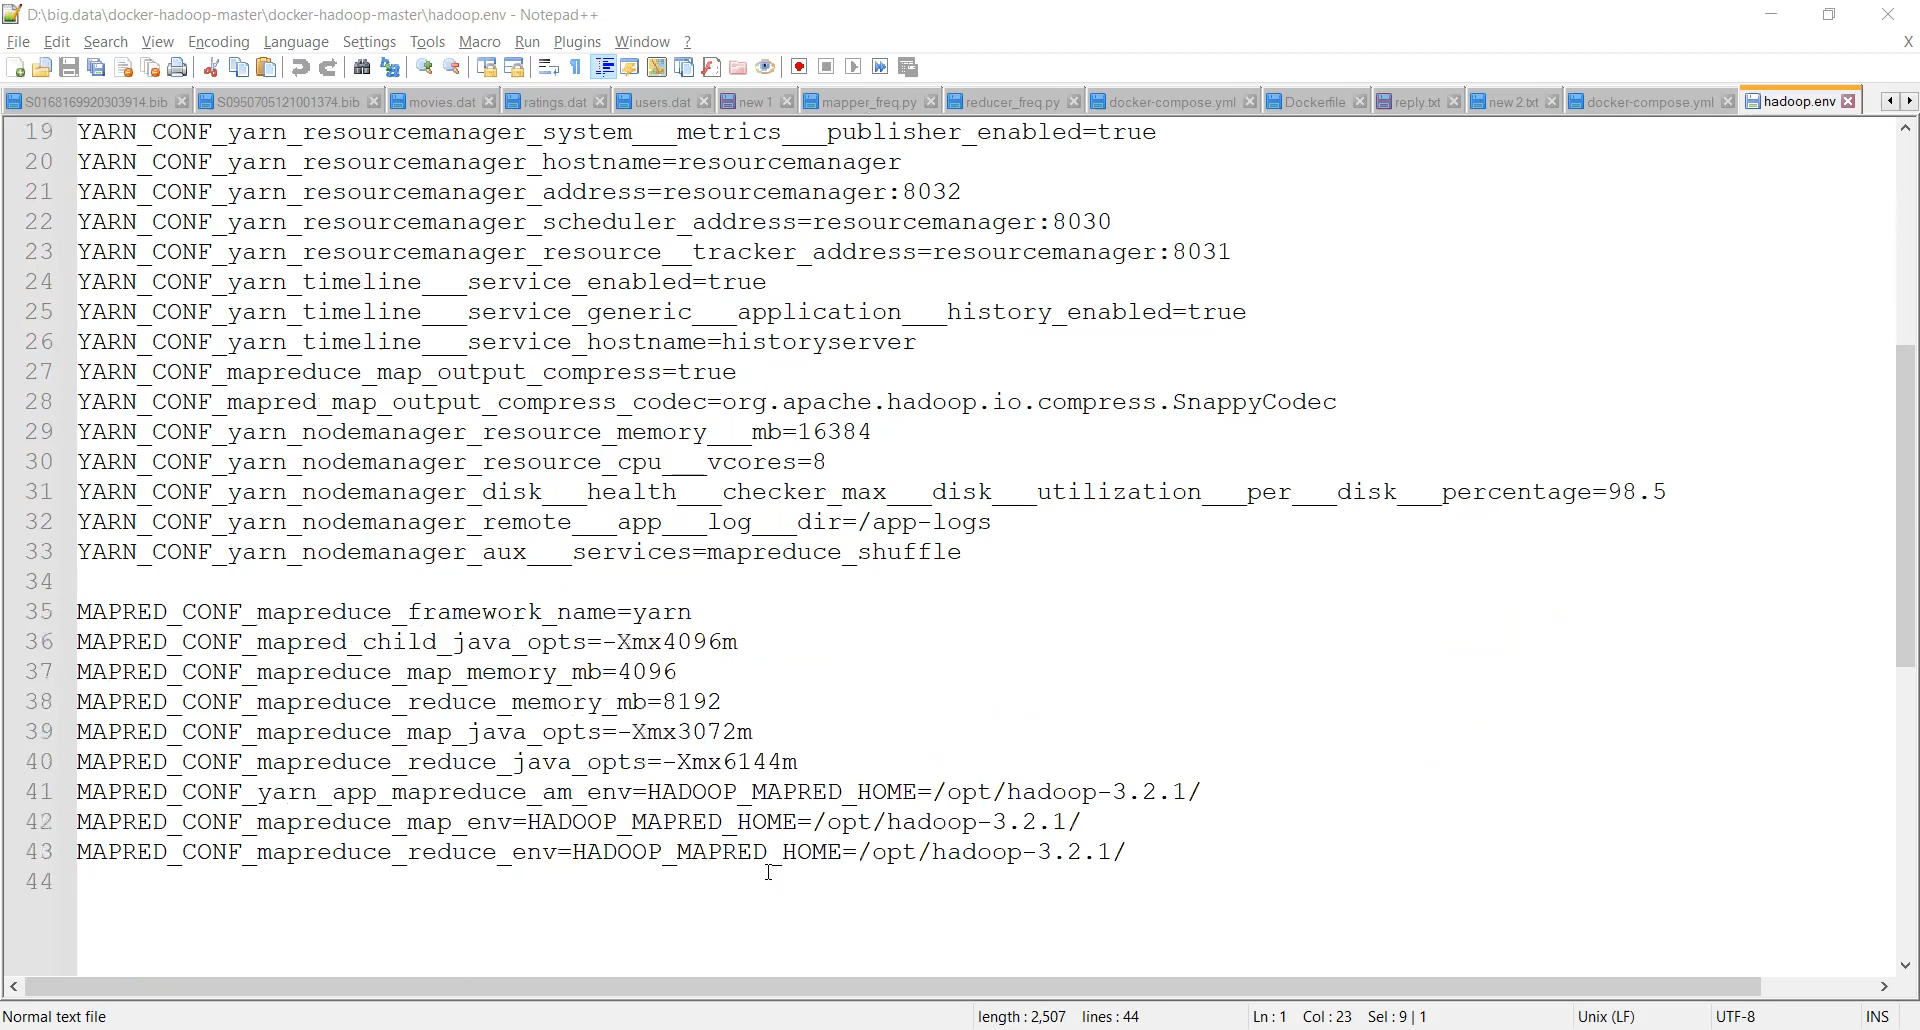 D:\big.data\docker-hadoop-master\docker-hadoop-master\hadoop.env - Notepad++
File Edit Search View Encoding Language Settings Tools Macro Run Plugins Window ? X
S0168169920303914.bib S0950705121001374.bib movies.dat ratings.dat users.dat new 1 mapper_freq.py reducer_freq.py docker-compose.yml Dockerfile reply.txt new 2.txt docker-compose.yml hadoop.env
19 YARN_CONF_yarn_resourcemanager_system___metrics___publisher_enabled=true
20 YARN_CONF_yarn_resourcemanager_hostname=resourcemanager
21 YARN_CONF_yarn_resourcemanager_address=resourcemanager:8032
22 YARN_CONF_yarn_resourcemanager_scheduler_address=resourcemanager:8030
23 YARN_CONF_yarn_resourcemanager_resource__tracker_address=resourcemanager:8031
24 YARN_CONF_yarn_timeline___service_enabled=true
25 YARN_CONF_yarn_timeline___service_generic___application___history_enabled=true
26 YARN_CONF_yarn_timeline___service_hostname=historyserver
27 YARN_CONF_mapreduce_map_output_compress=true
28 YARN_CONF_mapred_map_output_compress_codec=org.apache.hadoop.io.compress.SnappyCodec
29 YARN_CONF_yarn_nodemanager_resource_memory___mb=16384
30 YARN_CONF_yarn_nodemanager_resource_cpu___vcores=8
31 YARN_CONF_yarn_nodemanager_disk___health___checker_max___disk___utilization___per___disk___percentage=98.5
32 YARN_CONF_yarn_nodemanager_remote___app___log___dir=/app-logs
33 YARN_CONF_yarn_nodemanager_aux___services=mapreduce_shuffle
34
35 MAPRED_CONF_mapreduce_framework_name=yarn
36 MAPRED_CONF_mapred_child_java_opts=-Xmx4096m
37 MAPRED_CONF_mapreduce_map_memory_mb=4096
38 MAPRED_CONF_mapreduce_reduce_memory_mb=8192
39 MAPRED_CONF_mapreduce_map_java_opts=-Xmx3072m
40 MAPRED_CONF_mapreduce_reduce_java_opts=-Xmx6144m
41 MAPRED_CONF_yarn_app_mapreduce_am_env=HADOOP_MAPRED_HOME=/opt/hadoop-3.2.1/
42 MAPRED_CONF_mapreduce_map_env=HADOOP_MAPRED_HOME=/opt/hadoop-3.2.1/
43 MAPRED_CONF_mapreduce_reduce_env=HADOOP_MAPRED_HOME=/opt/hadoop-3.2.1/
44
Normal text file length : 2,507 lines : 44 Ln : 1 Col : 23 Sel : 9 | 1 Unix (LF) UTF-8 INS